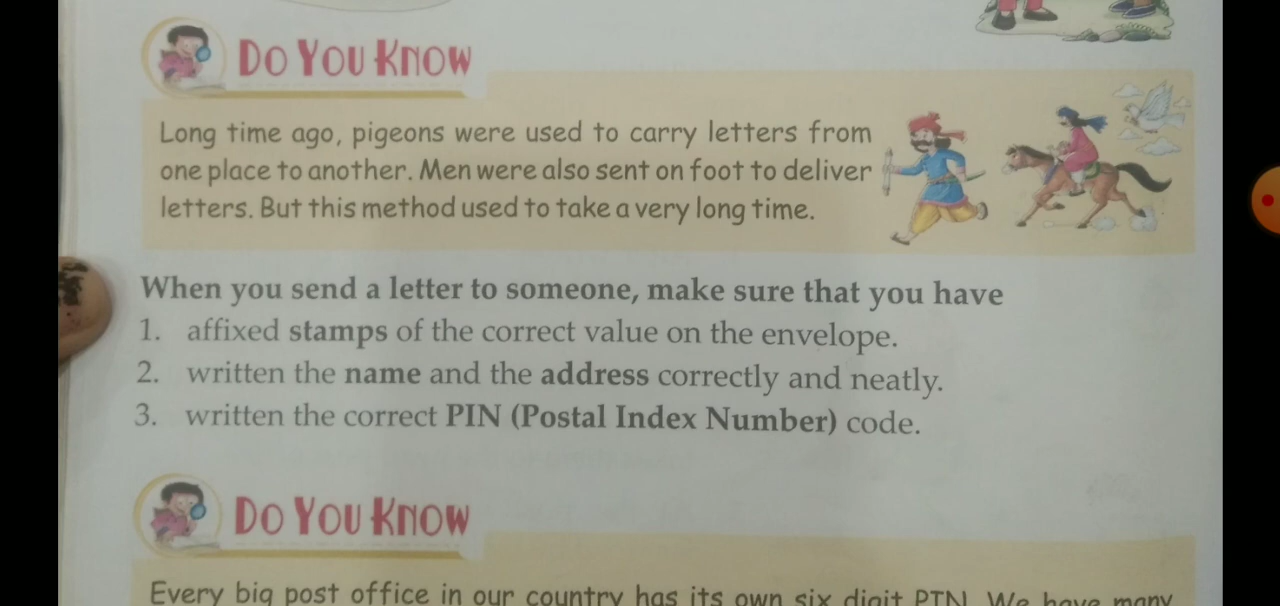 Do You Know
Long time ago, pigeons were used to carry letters from
one place to another. Men were also sent on foot to deliver
letters. But this method used to take a very long time.
When you send a letter to someone, make sure that you have
1. affixed stamps of the correct value on the envelope.
2. written the name and the address correctly and neatly.
3. written the correct PIN (Postal Index Number) code.
Do You Know
Every big post office in our country has its own six digit PIN. We have many